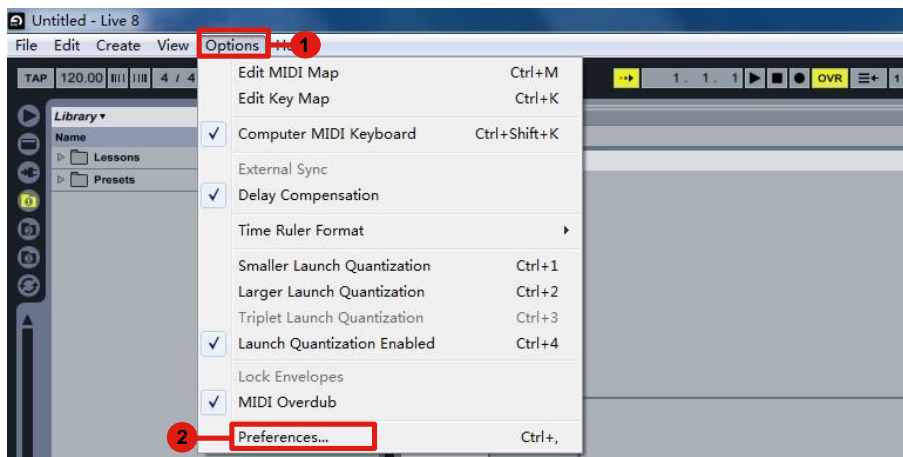 Untitled - Live 8
File Edit Create View Options 1
TAP 120.00 4 / 4 1. 1. 1 OVR 1
Library
Name
Lessons
Presets
Edit MIDI Map Ctrl+M
Edit Key Map Ctrl+K
Computer MIDI Keyboard Ctrl+Shift+K
External Sync
Delay Compensation
Time Ruler Format
Smaller Launch Quantization Ctrl+1
Larger Launch Quantization Ctrl+2
Triplet Launch Quantization Ctrl+3
Launch Quantization Enabled Ctrl+4
Lock Envelopes
MIDI Overdub
2 Preferences... Ctrl+,